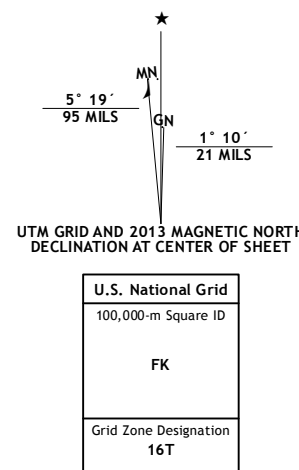 ★
MN
5° 19´
95 MILS
GN
1° 10´
21 MILS
UTM GRID AND 2013 MAGNETIC NORTH
DECLINATION AT CENTER OF SHEET
U.S. National Grid
100,000-m Square ID
FK
Grid Zone Designation
16T